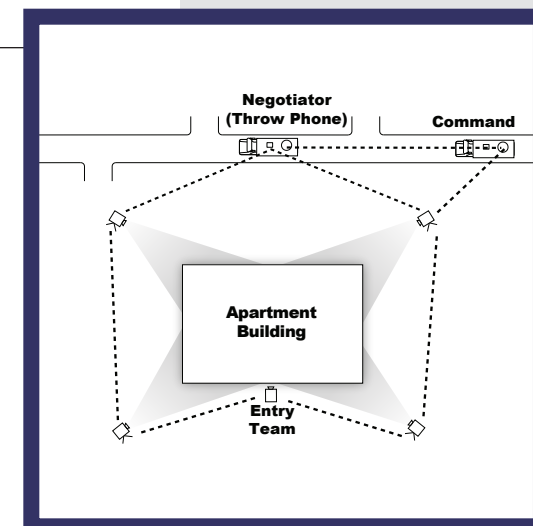 Negotiator
(Throw Phone)
Command
Apartment
Building
Entry
Team